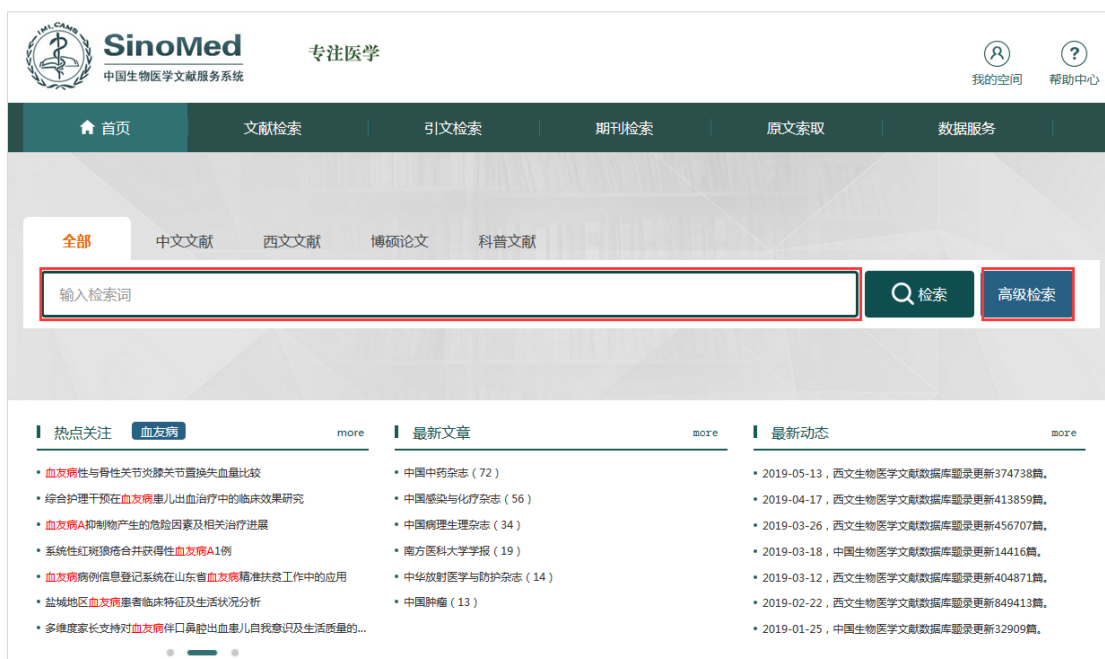 IMI.CAMS
SinoMed
中国生物医学文献服务系统
专注医学
我的空间
帮助中心
首页
文献检索
引文检索
期刊检索
原文索取
数据服务
全部
中文文献
西文文献
博硕论文
科普文献
输入检索词
检索
高级检索
热点关注
血友病
more
血友病性与骨性关节炎膝关节置换失血量比较
综合护理干预在血友病患儿出血治疗中的临床效果研究
血友病A抑制物产生的危险因素及相关治疗进展
系统性红斑狼疮合并获得性血友病A1例
血友病病例信息登记系统在山东省血友病精准扶贫工作中的应用
盐城地区血友病患者临床特征及生活状况分析
多维度家长支持对血友病伴口鼻腔出血患儿自我意识及生活质量的...
最新文章
more
中国中药杂志（72）
中国感染与化疗杂志（56）
中国病理生理杂志（34）
南方医科大学学报（19）
中华放射医学与防护杂志（14）
中国肿瘤（13）
最新动态
more
2019-05-13，西文生物医学文献数据库题录更新374738篇。
2019-04-17，西文生物医学文献数据库题录更新413859篇。
2019-03-26，西文生物医学文献数据库题录更新456707篇。
2019-03-18，中国生物医学文献数据库题录更新14416篇。
2019-03-12，西文生物医学文献数据库题录更新404871篇。
2019-02-22，西文生物医学文献数据库题录更新849413篇。
2019-01-25，中国生物医学文献数据库题录更新32909篇。